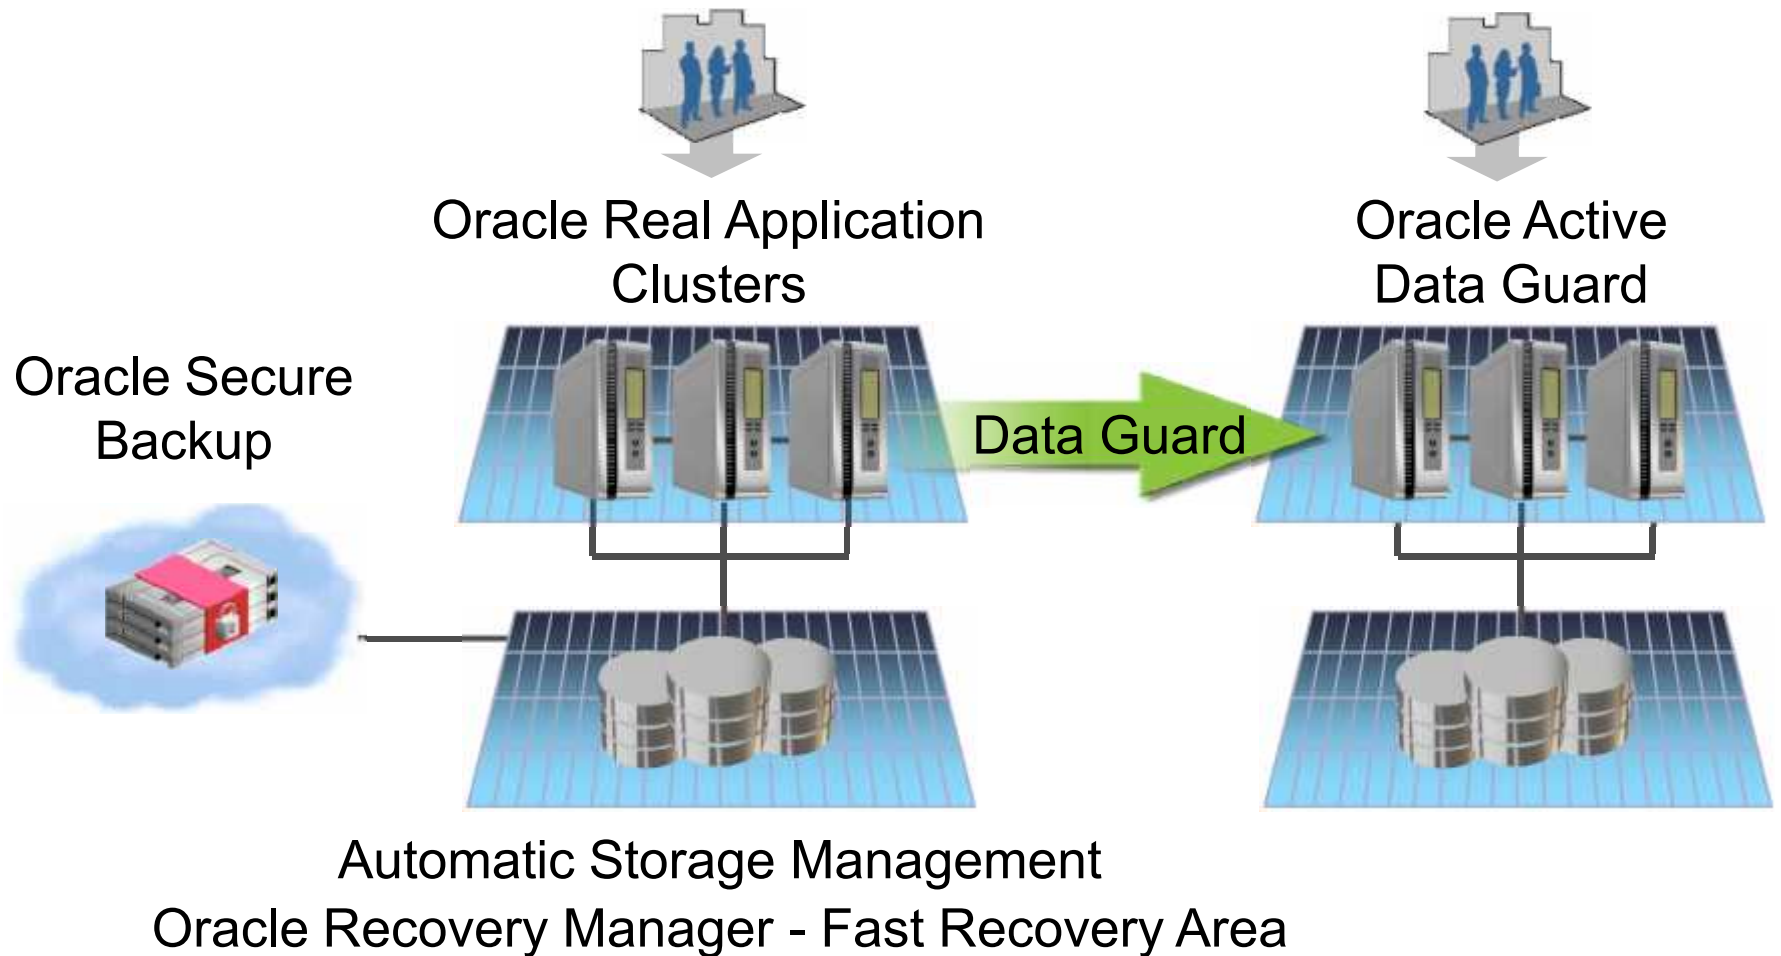 Oracle Real Application
Clusters
Oracle Active
Data Guard
Oracle Secure
Backup
Data Guard
Automatic Storage Management
Oracle Recovery Manager - Fast Recovery Area